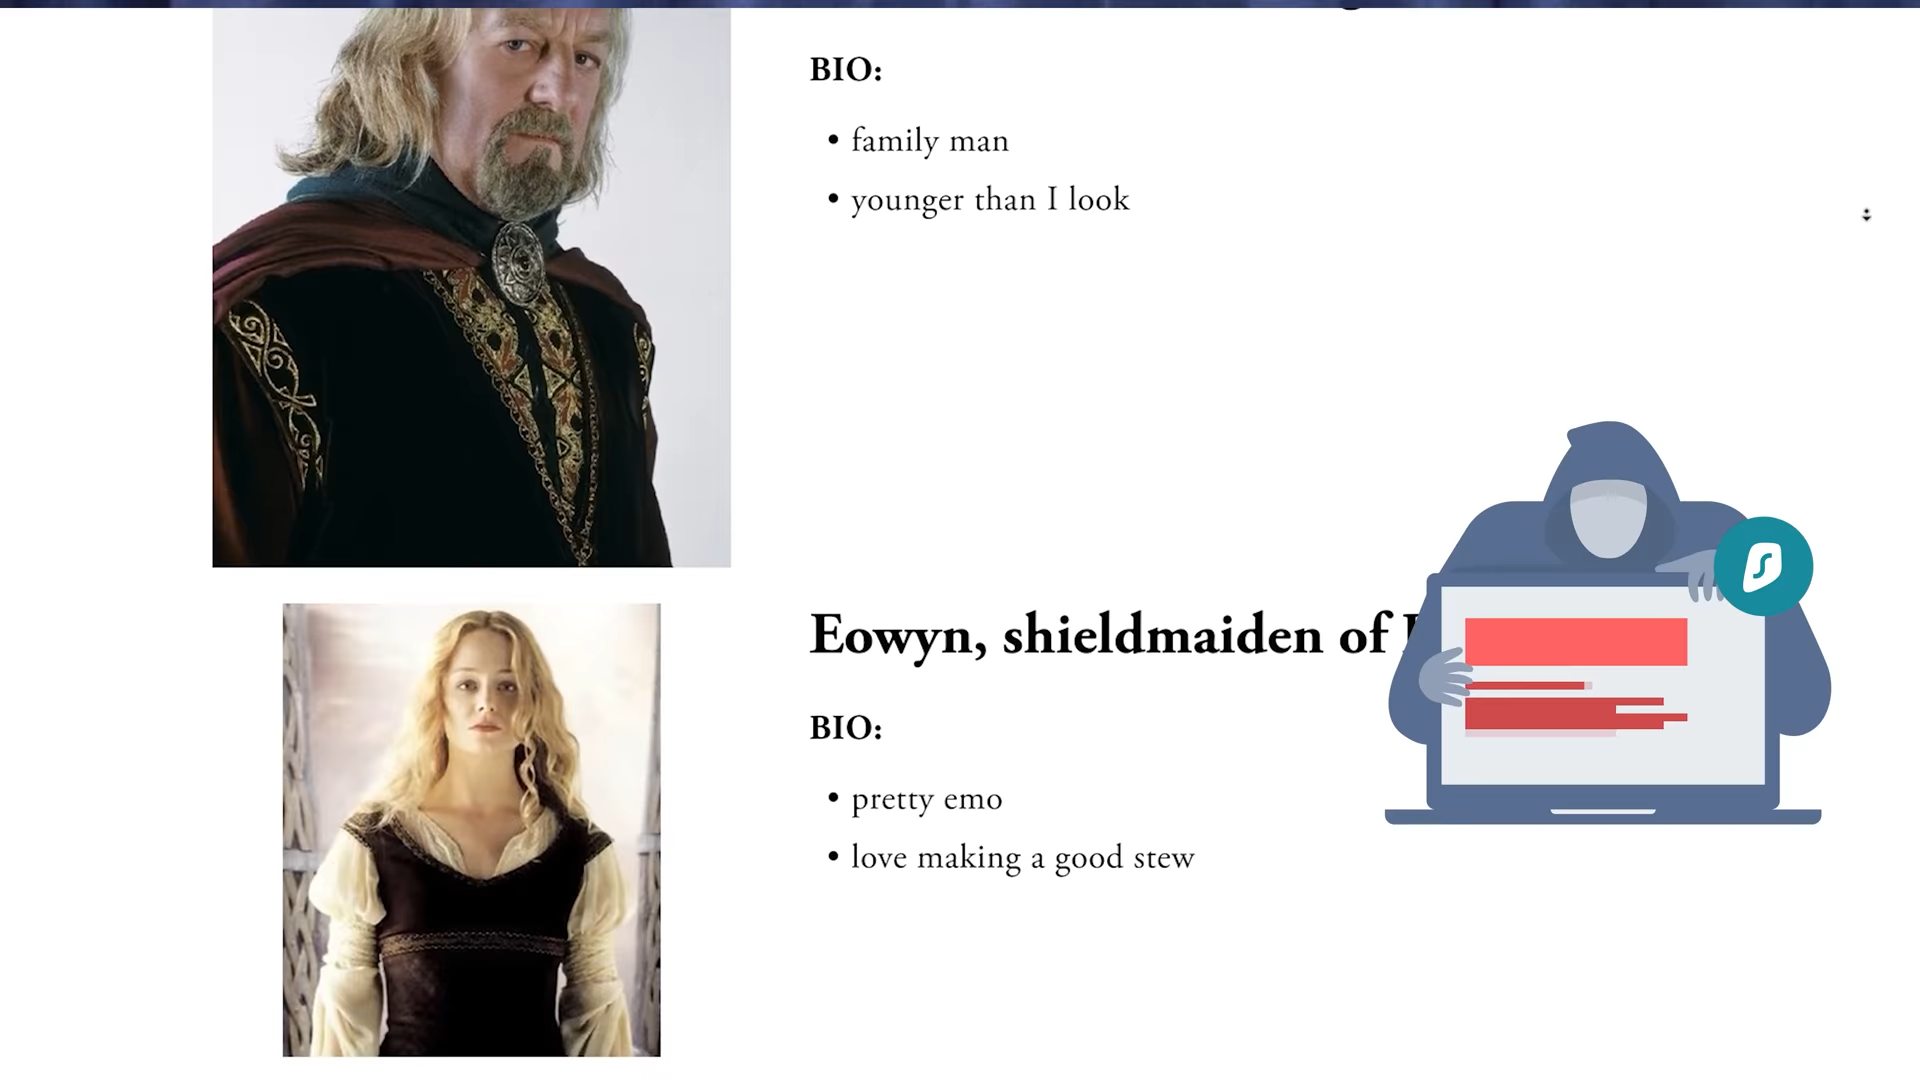 BIO:
• family man
• younger than I look
Eowyn, shieldmaiden of
BIO:
• pretty emo
• love making a good stew